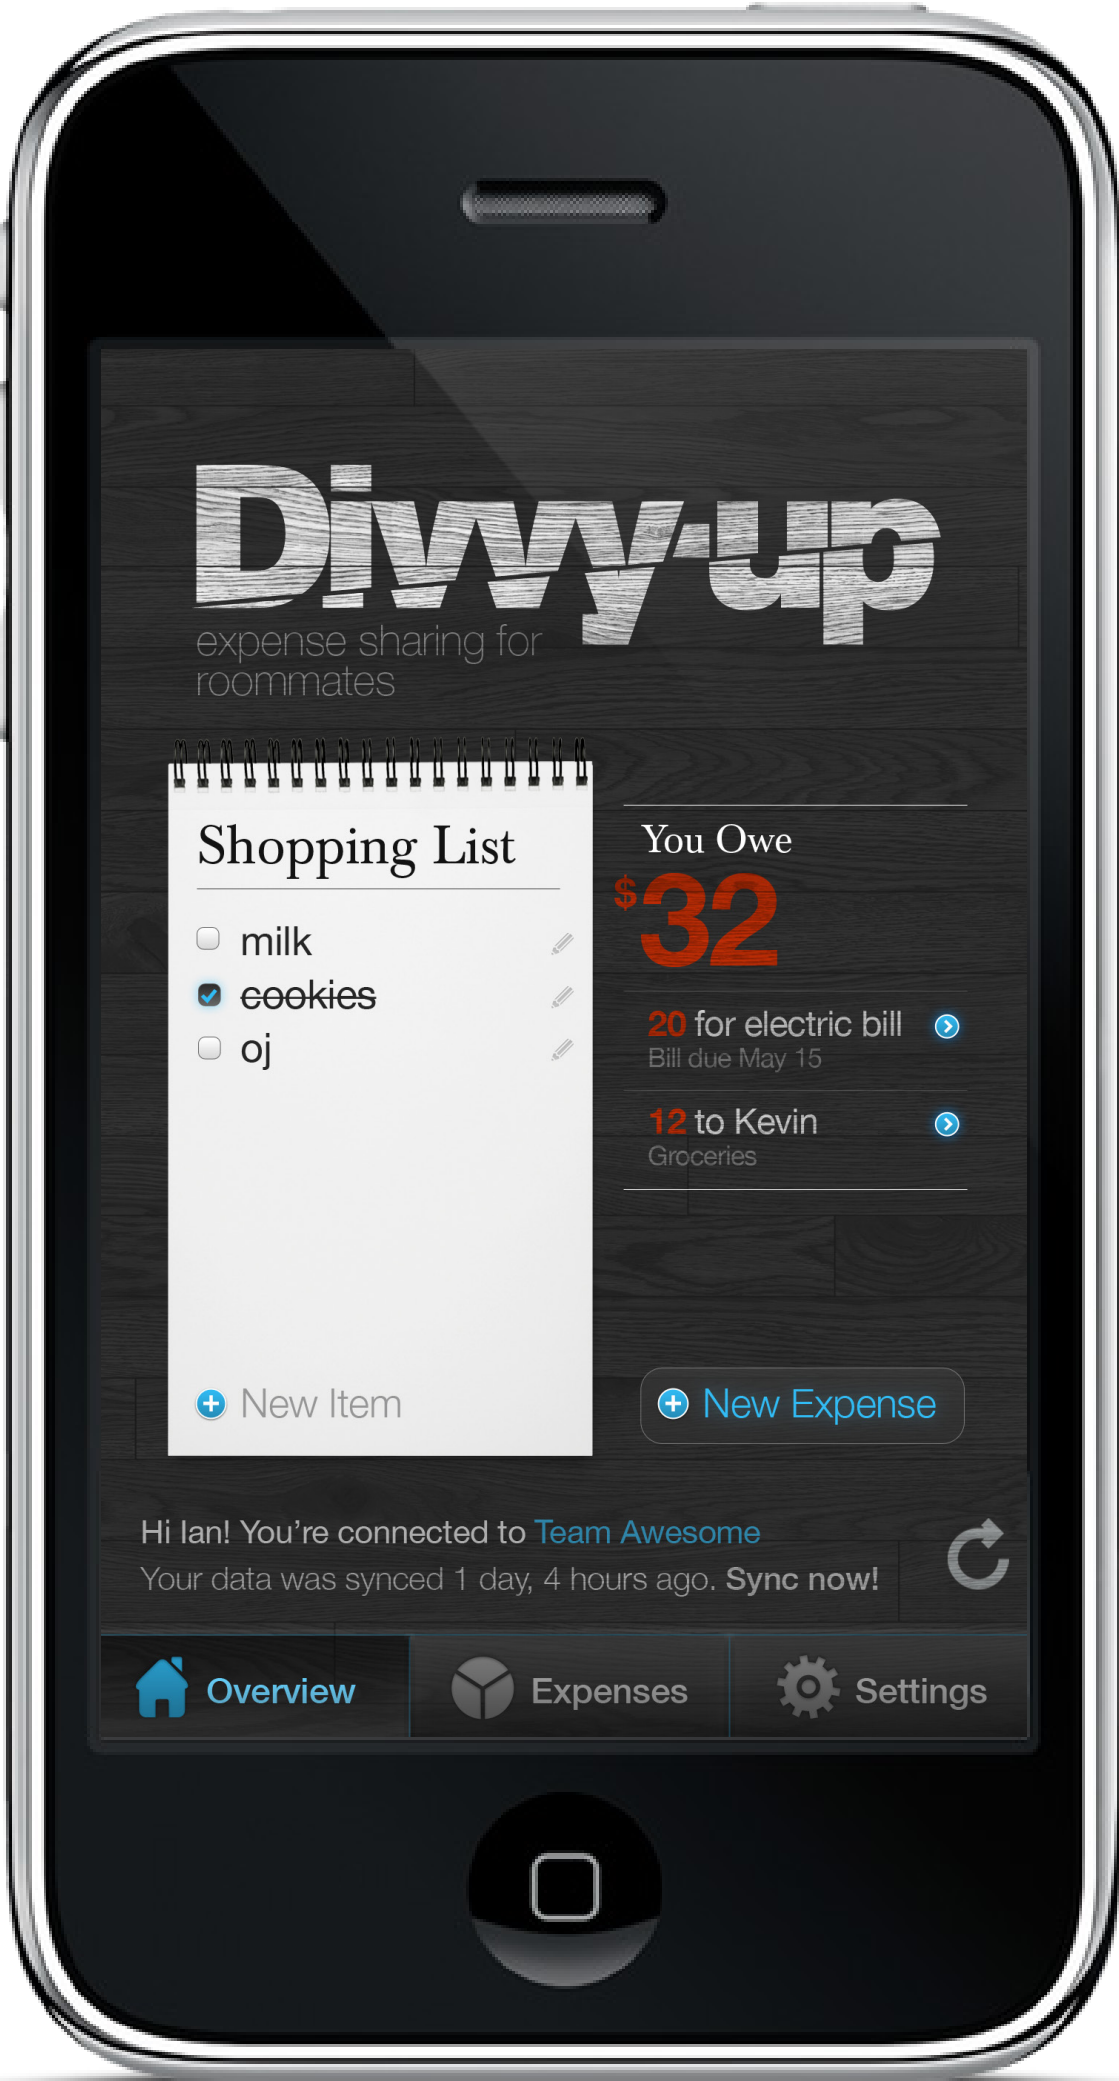 Divvy-up
expense sharing for
roommates
Shopping List
milk
cookies
oj
New Item
You Owe
$32
20 for electric bill
Bill due May 15
12 to Kevin
Groceries
New Expense
Hi Ian! You're connected to Team Awesome
Your data was synced 1 day, 4 hours ago. Sync now!
Overview
Expenses
Settings